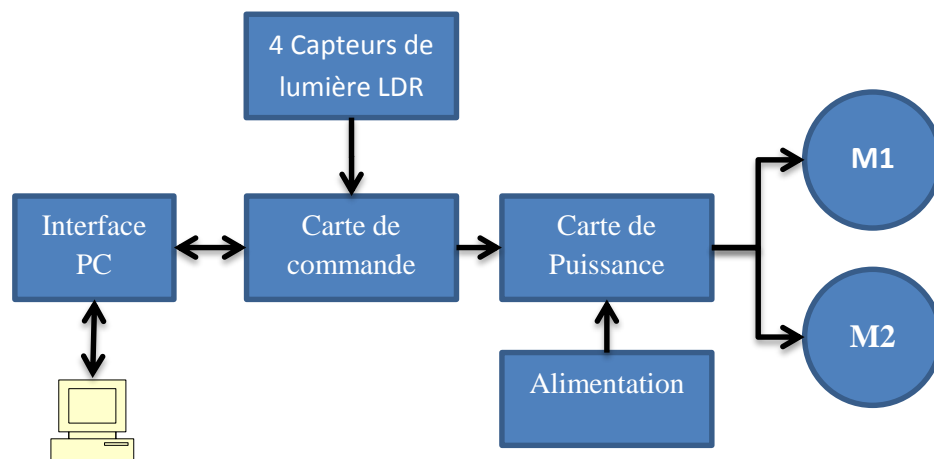 4 Capteurs de
lumière LDR
M1
Interface
PC
Carte de
commande
Carte de
Puissance
M2
Alimentation